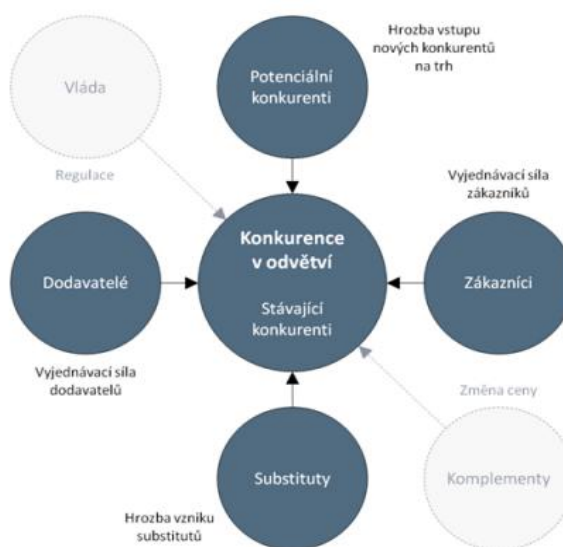 Hrozba vstupu
nových konkurentů
na trh
Potenciální
konkurenti
Vláda
Regulace
Vyjednávací síla
zákazníků
Konkurence
v odvětví
Stávající
konkurenti
Dodavatelé
Zákazníci
Vyjednávací síla
dodavatelů
Změna ceny
Substituty
Komplementy
Hrozba vzniku
substitutů